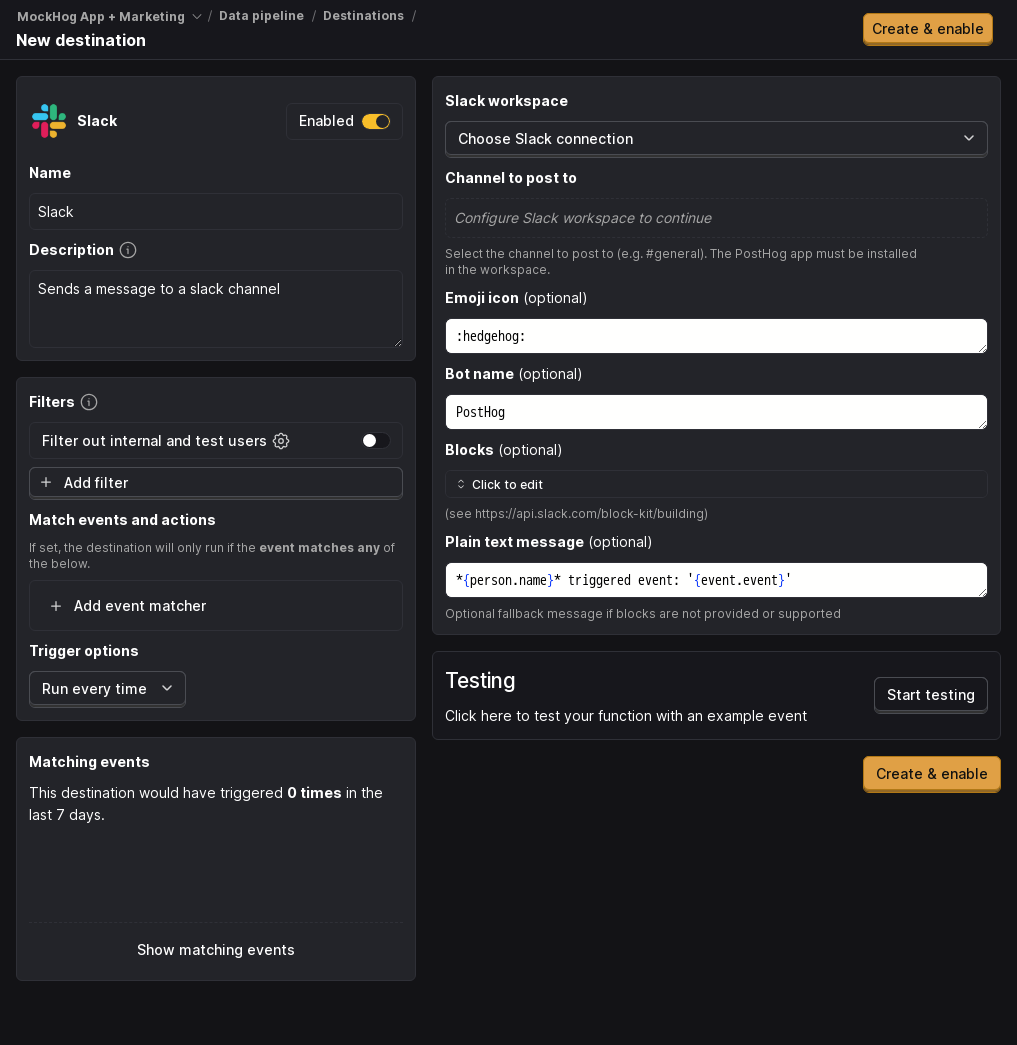 MockHog App + Marketing / Data pipeline / Destinations /
New destination
Create & enable
Slack
Enabled
Name
Slack
Description
Sends a message to a slack channel
Filters
Filter out internal and test users
Add filter
Match events and actions
If set, the destination will only run if the event matches any of
the below.
Add event matcher
Trigger options
Run every time
Matching events
This destination would have triggered 0 times in the
last 7 days.
Show matching events
Slack workspace
Choose Slack connection
Channel to post to
Configure Slack workspace to continue
Select the channel to post to (e.g. #general). The PostHog app must be installed
in the workspace.
Emoji icon (optional)
:hedgehog:
Bot name (optional)
PostHog
Blocks (optional)
Click to edit
(see https://api.slack.com/block-kit/building)
Plain text message (optional)
*{person.name}* triggered event: '{event.event}'
Optional fallback message if blocks are not provided or supported
Testing
Click here to test your function with an example event
Start testing
Create & enable